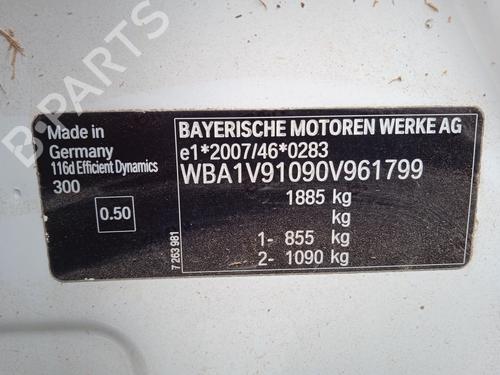 B-PARTS
Made in
Germany
116d Efficient Dynamics
300
0.50
7 263 981
BAYERISCHE MOTOREN WERKE AG
e1*2007/46*0283
WBA1V91090V961799
1885 kg
kg
1- 855 kg
2- 1090 kg